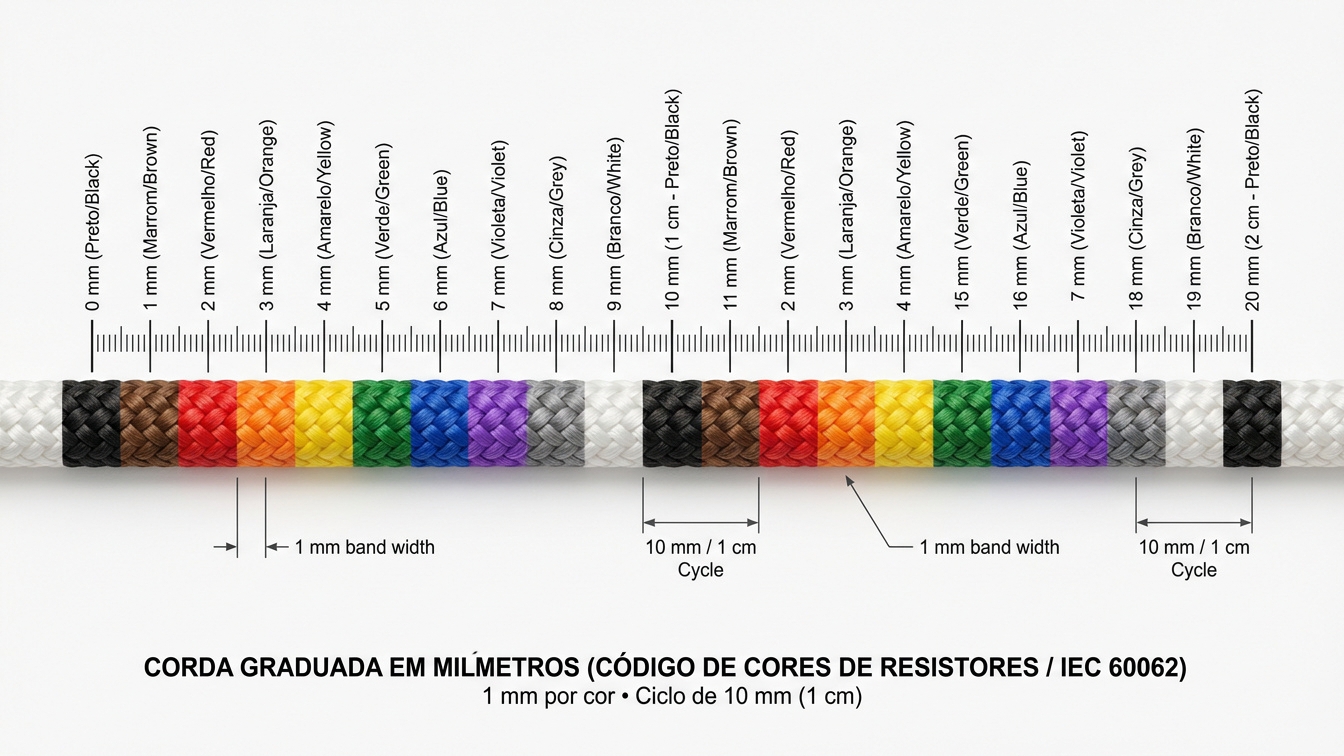 0 mm (Preto/Black)
1 mm (Marrom/Brown)
2 mm (Vermelho/Red)
3 mm (Laranja/Orange)
4 mm (Amarelo/Yellow)
5 mm (Verde/Green)
6 mm (Azul/Blue)
7 mm (Violeta/Violet)
8 mm (Cinza/Grey)
9 mm (Branco/White)
10 mm (1 cm - Preto/Black)
11 mm (Marrom/Brown)
2 mm (Vermelho/Red)
3 mm (Laranja/Orange)
4 mm (Amarelo/Yellow)
15 mm (Verde/Green)
16 mm (Azul/Blue)
7 mm (Violeta/Violet)
18 mm (Cinza/Grey)
19 mm (Branco/White)
20 mm (2 cm - Preto/Black)
1 mm band width
10 mm / 1 cm
Cycle
1 mm band width
10 mm / 1 cm
Cycle
CORDA GRADUADA EM MILḾETROS (CÓDIGO DE CORES DE RESISTORES / IEC 60062)
1 mm por cor • Ciclo de 10 mm (1 cm)